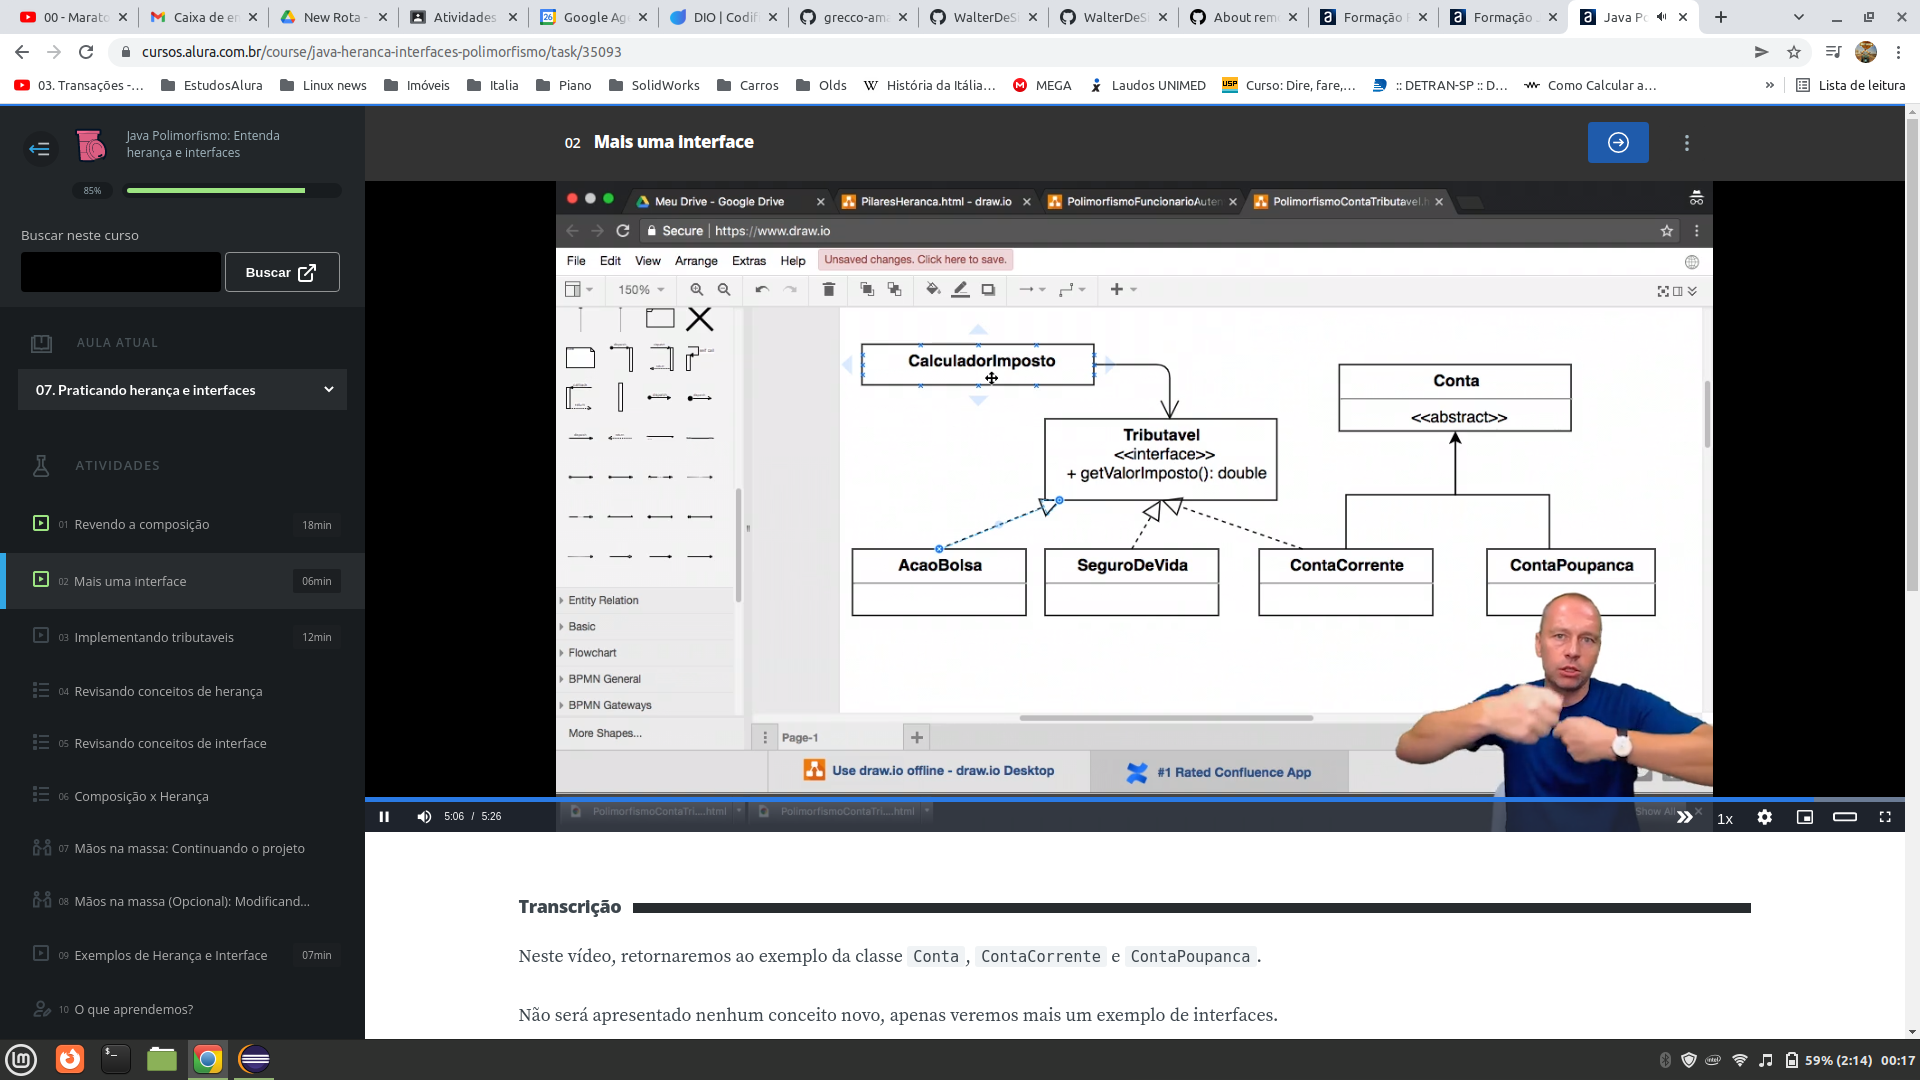 00 - Marato
Caixa de en
New Rota -
Atividades
Google Age
DIO | Codifi
grecco-ama
WalterDeSi
WalterDeSi
About rem
Formação F
Formação
Java Po
cursos.alura.com.br/course/java-heranca-interfaces-polimorfismo/task/35093
03. Transações -...
EstudosAlura
Linux news
Imóveis
Italia
Piano
SolidWorks
Carros
Olds
História da Itália...
MEGA
Laudos UNIMED
Curso: Dire, fare,...
:: DETRAN-SP :: D...
Como Calcular a...
»
Lista de leitura
Java Polimorfismo: Entenda
herança e interfaces
85%
Buscar neste curso
Buscar
AULA ATUAL
07. Praticando herança e interfaces
ATIVIDADES
01 Revendo a composição 18min
02 Mais uma interface 06min
03 Implementando tributaveis 12min
04 Revisando conceitos de herança
05 Revisando conceitos de interface
06 Composição x Herança
07 Mãos na massa: Continuando o projeto
08 Mãos na massa (Opcional): Modificand...
09 Exemplos de Herança e Interface 07min
10 O que aprendemos?
02 Mais uma interface
Meu Drive - Google Drive
PilaresHeranca.html - draw.io
PolimorfismoFuncionarioAuten
PolimorfismoContaTributavel.h
Secure | https://www.draw.io
File Edit View Arrange Extras Help Unsaved changes. Click here to save.
150%
CalculadorImposto
Conta
<<abstract>>
Tributavel
<<interface>>
+ getValorImposto(): double
AcaoBolsa
SeguroDeVida
ContaCorrente
ContaPoupanca
Entity Relation
Basic
Flowchart
BPMN General
BPMN Gateways
More Shapes...
Page-1
Use draw.io offline - draw.io Desktop
#1 Rated Confluence App
PolimorfismoContaTri....html
PolimorfismoContaTri....html
Show All
5:06 / 5:26
1x
Transcrição
Neste vídeo, retornaremos ao exemplo da classe Conta, ContaCorrente e ContaPoupanca.
Não será apresentado nenhum conceito novo, apenas veremos mais um exemplo de interfaces.
59% (2:14) 00:17